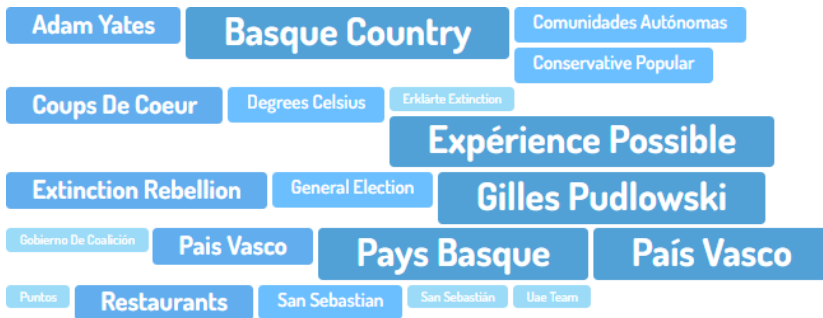 Adam Yates
Basque Country
Comunidades Autónomas
Conservative Popular
Coups De Coeur
Degrees Celsius
Erklärte Extinction
Expérience Possible
Extinction Rebellion
General Election
Gilles Pudlowski
Gobierno De Coalición
Pais Vasco
Pays Basque
País Vasco
Puntos
Restaurants
San Sebastian
San Sebastián
Uae Team